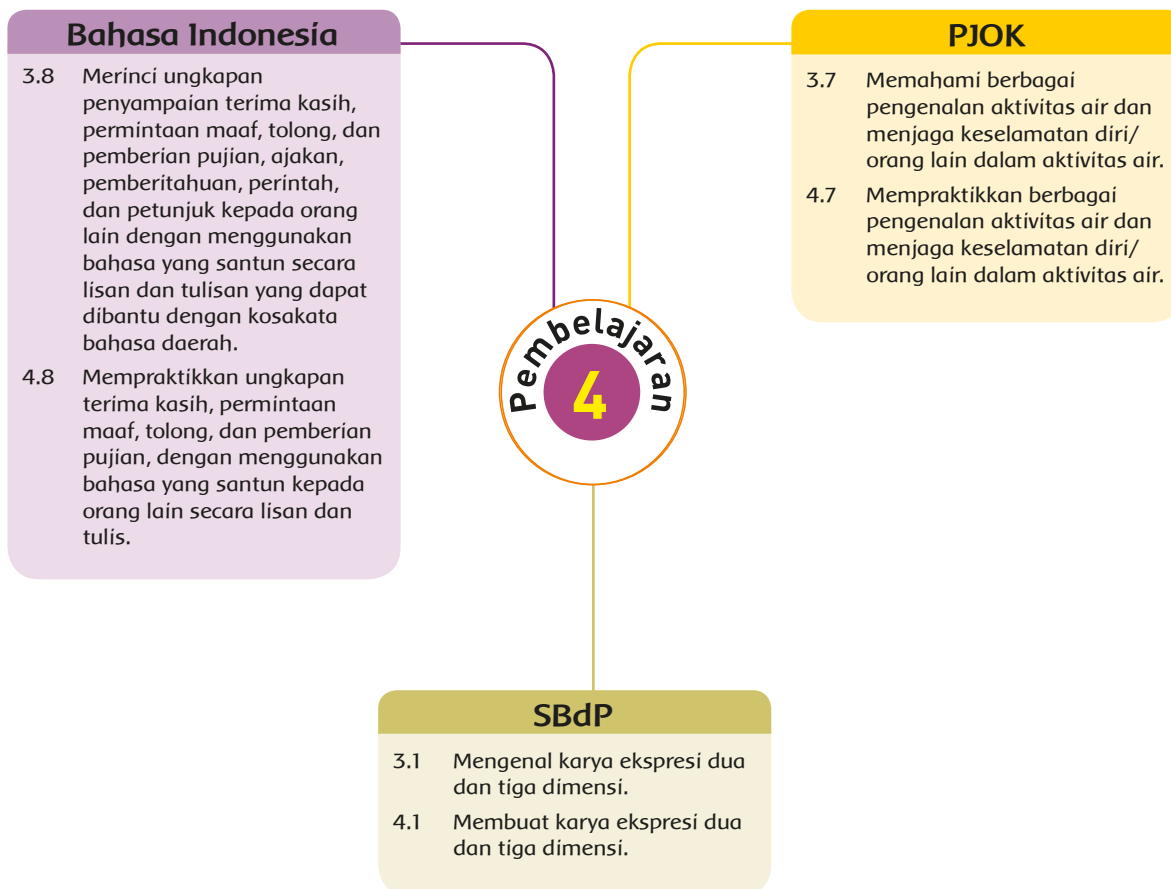 Bahasa Indonesia
3.8 Merinci ungkapan
penyampaian terima kasih,
permintaan maaf, tolong, dan
pemberian pujian, ajakan,
pemberitahuan, perintah,
dan petunjuk kepada orang
lain dengan menggunakan
bahasa yang santun secara
lisan dan tulisan yang dapat
dibantu dengan kosakata
bahasa daerah.
4.8 Mempraktikkan ungkapan
terima kasih, permintaan
maaf, tolong, dan pemberian
pujian, dengan menggunakan
bahasa yang santun kepada
orang lain secara lisan dan
tulis.
PJOK
3.7 Memahami berbagai
pengenalan aktivitas air dan
menjaga keselamatan diri/
orang lain dalam aktivitas air.
4.7 Mempraktikkan berbagai
pengenalan aktivitas air dan
menjaga keselamatan diri/
orang lain dalam aktivitas air.
Pembelajaran
4
SBdP
3.1 Mengenal karya ekspresi dua
dan tiga dimensi.
4.1 Membuat karya ekspresi dua
dan tiga dimensi.